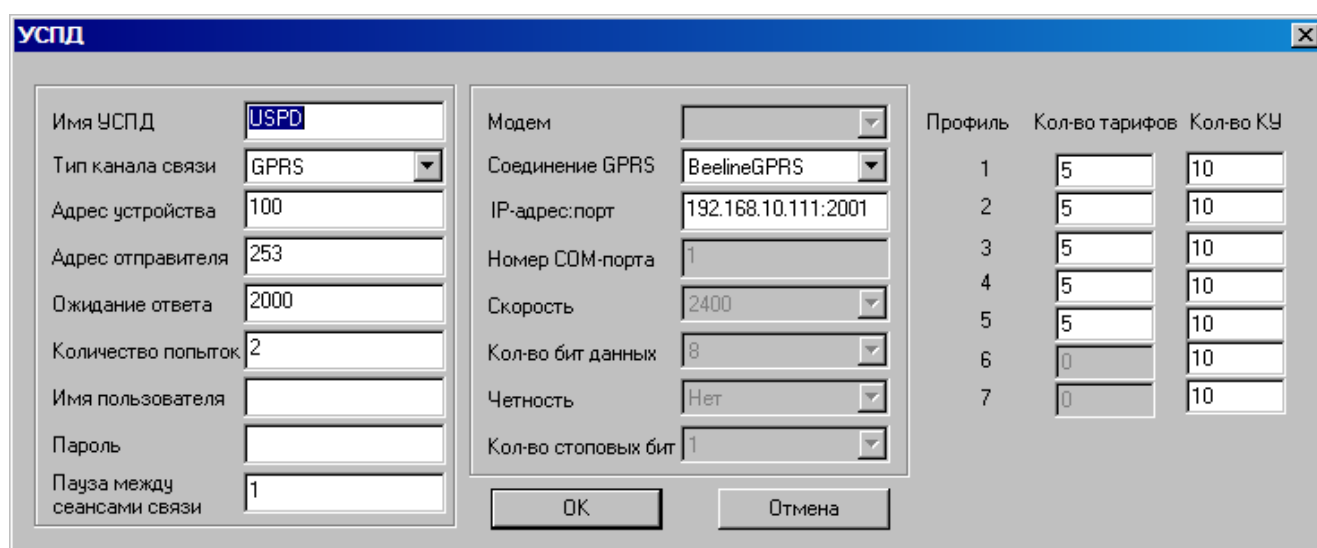 УСПД
Имя УСПД USPD
Тип канала связи GPRS
Адрес устройства 100
Адрес отправителя 253
Ожидание ответа 2000
Количество попыток 2
Имя пользователя
Пароль
Пауза между
сеансами связи 1
Модем
Соединение GPRS BeelineGPRS
IP-адрес:порт 192.168.10.111:2001
Номер COM-порта 1
Скорость 2400
Кол-во бит данных 8
Четность Нет
Кол-во стоповых бит 1
OK Отмена
Профиль Кол-во тарифов Кол-во КУ
1 5 10
2 5 10
3 5 10
4 5 10
5 5 10
6 0 10
7 0 10